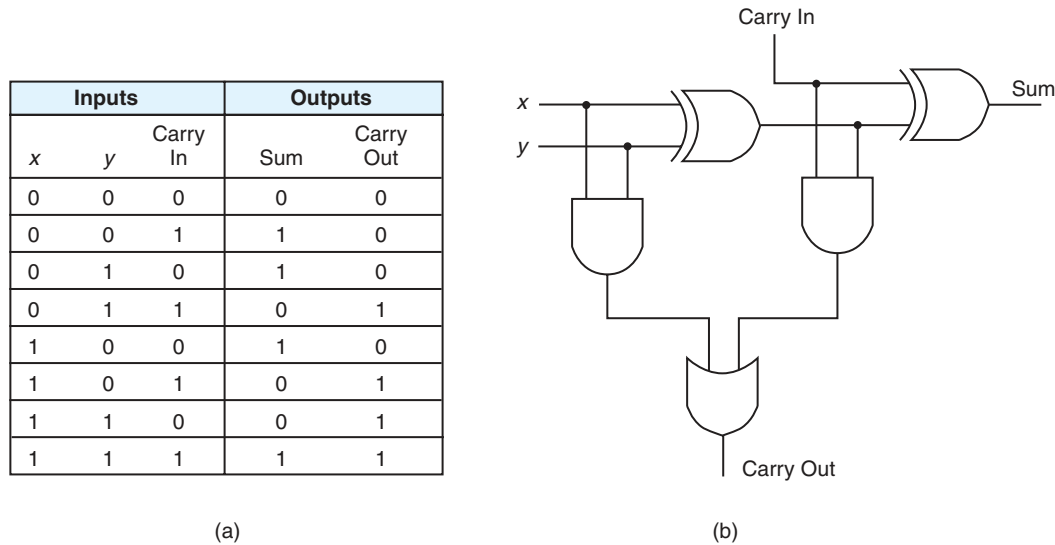 Inputs Outputs
x y Carry In Sum Carry Out
0 0 0 0 0
0 0 1 1 0
0 1 0 1 0
0 1 1 0 1
1 0 0 1 0
1 0 1 0 1
1 1 0 0 1
1 1 1 1 1
(a)
Carry In
Sum
x
y
Carry Out
(b)